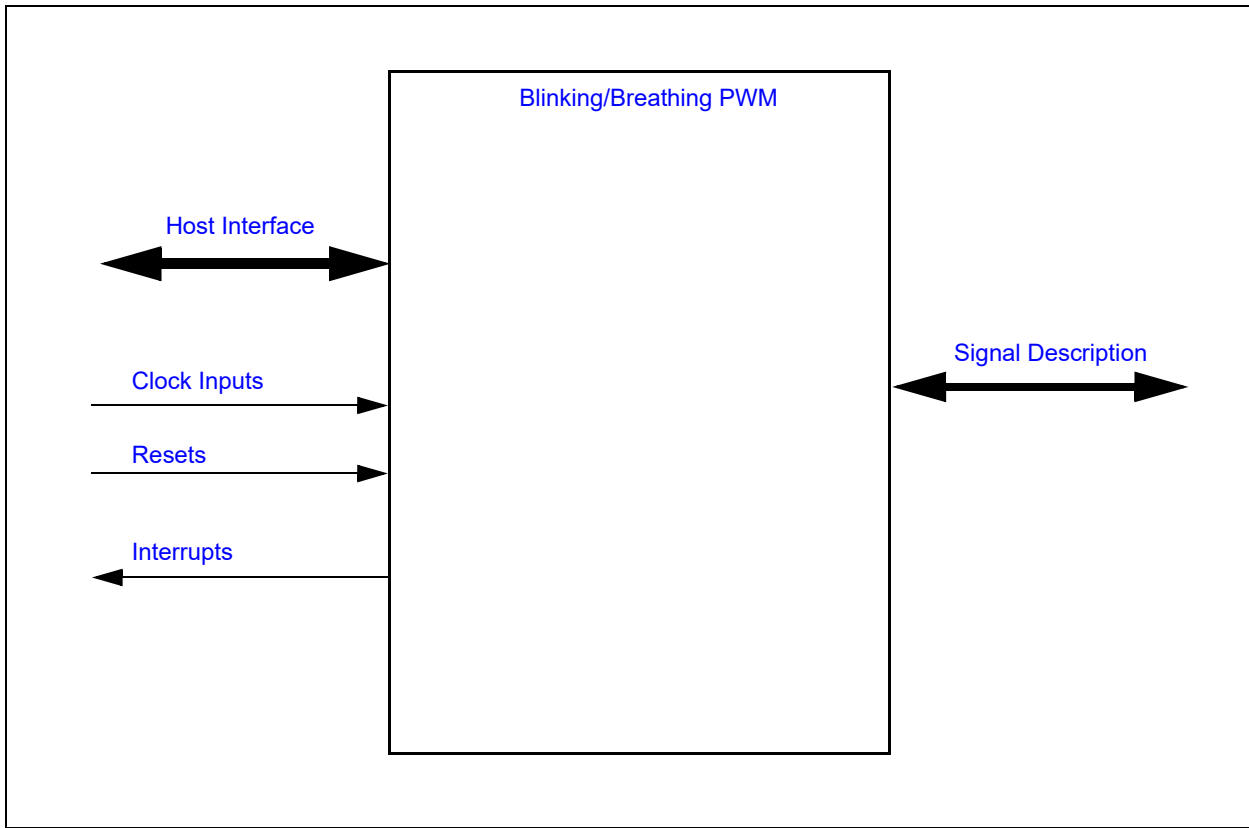 Blinking/Breathing PWM
Host Interface
Signal Description
Clock Inputs
Resets
Interrupts